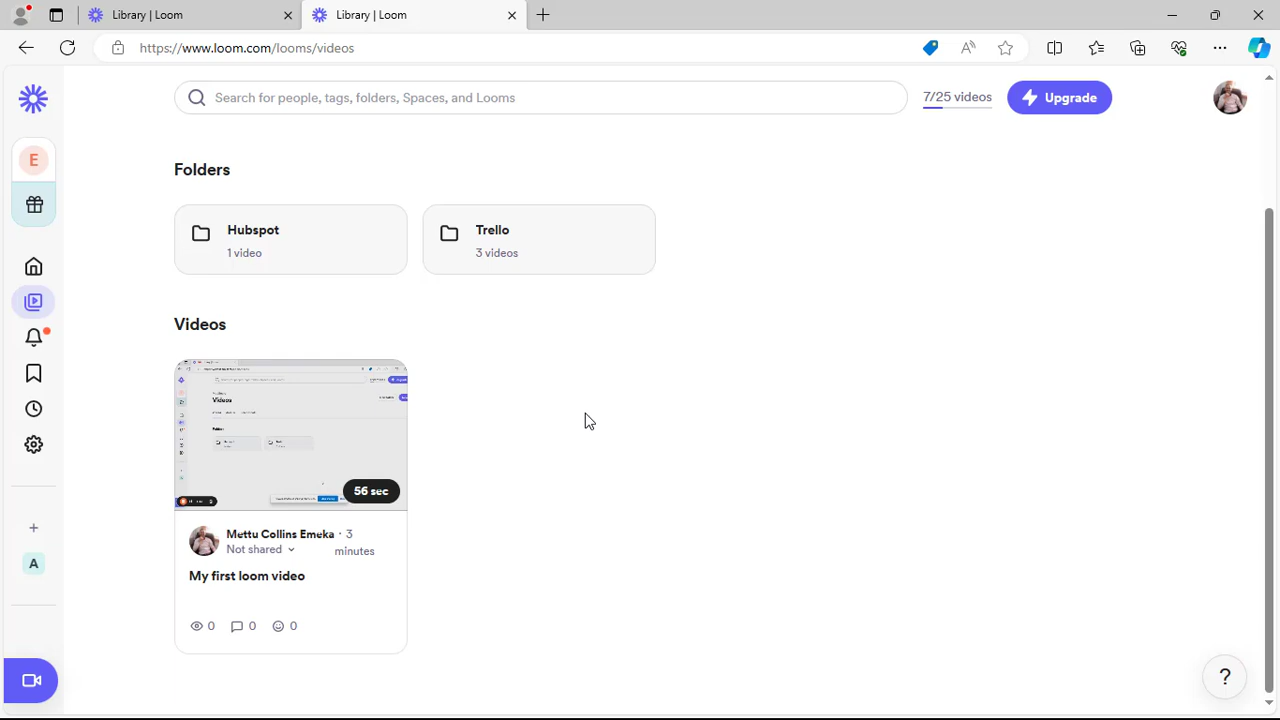 Library | Loom
Library | Loom
https://www.loom.com/looms/videos
Search for people, tags, folders, Spaces, and Looms
7/25 videos
Upgrade
E
Folders
Hubspot
1 video
Trello
3 videos
Videos
Videos
56 sec
Mettu Collins Emeka · 3 minutes
Not shared
My first loom video
0 0 0
A
?